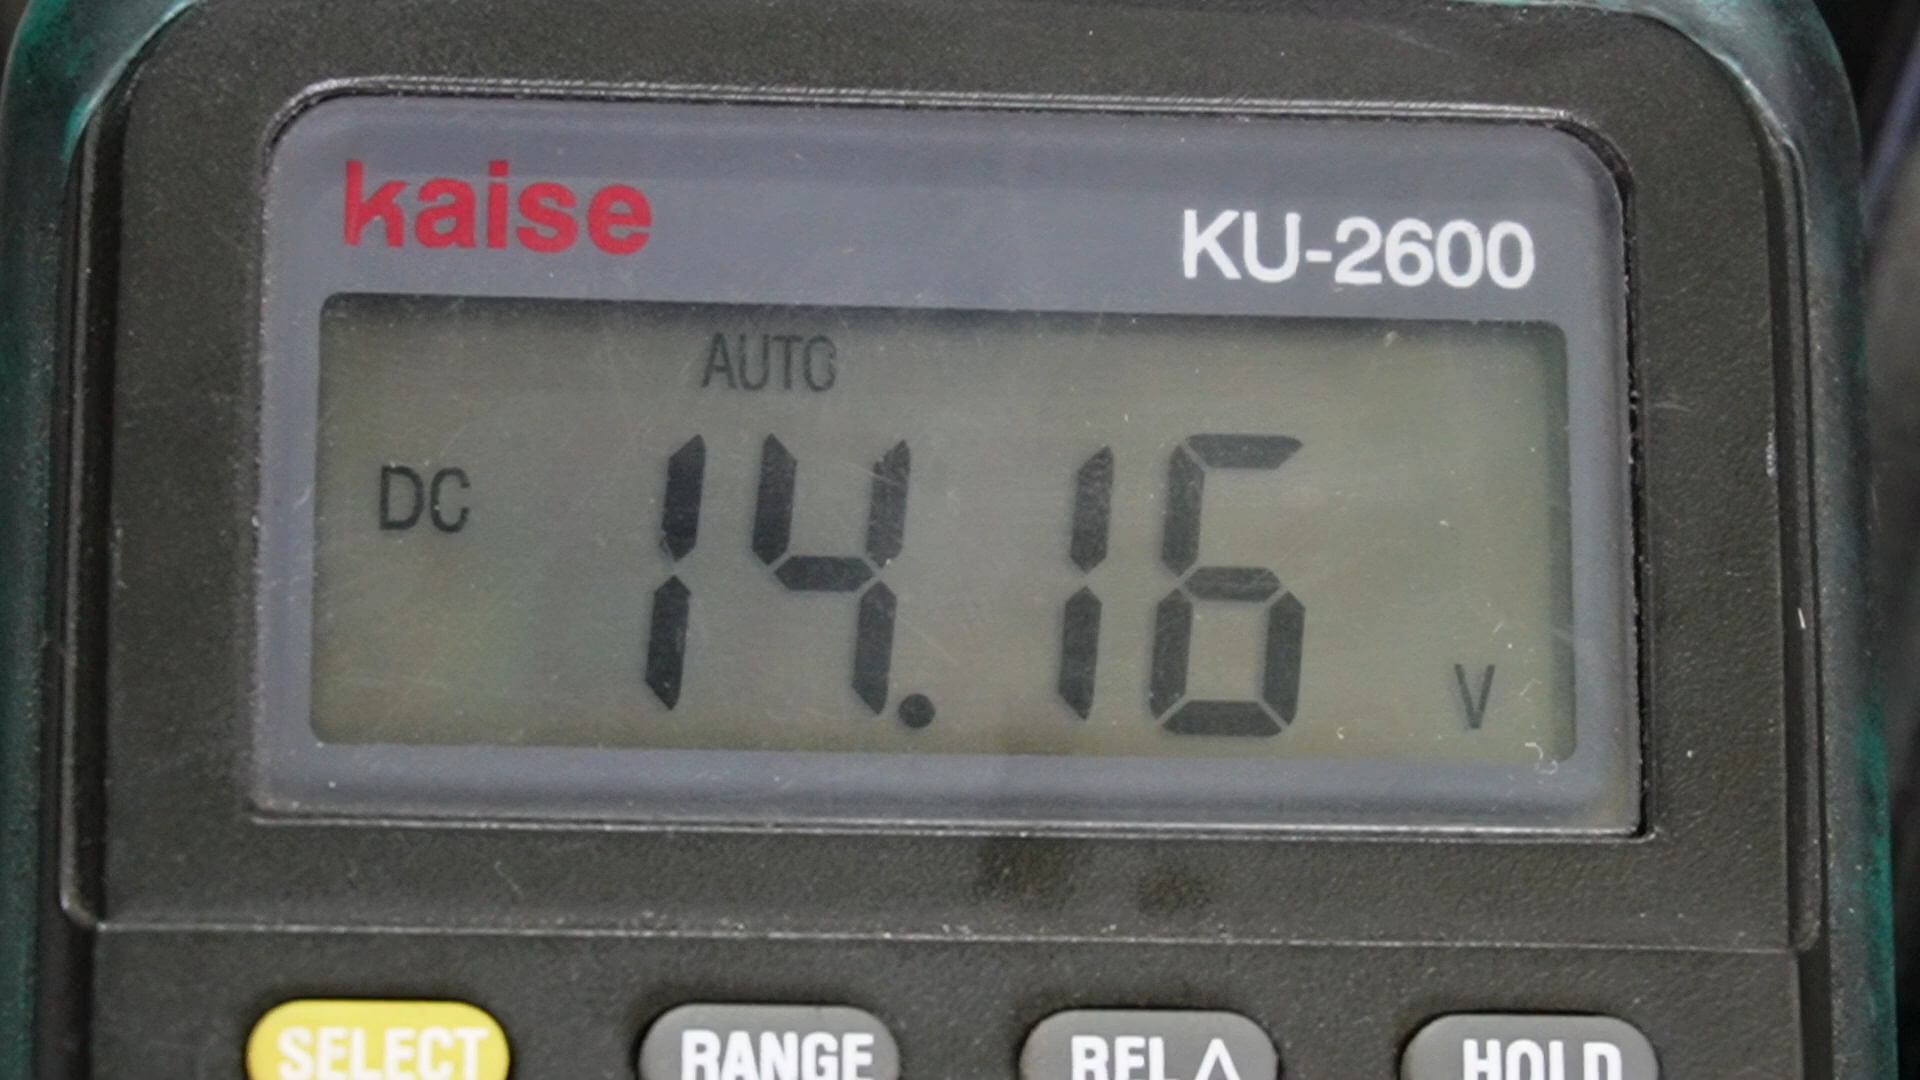 kaise
KU-2600
AUTO
DC 14.16 V
SELECT RANGE REL△ HOLD